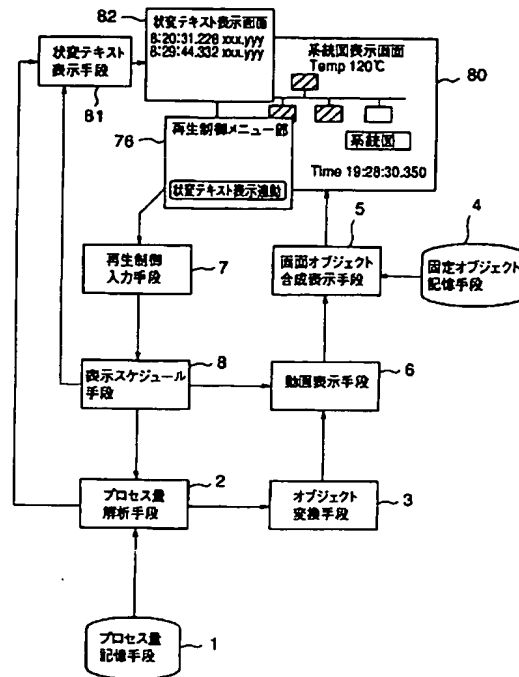 82
状変テキスト表示画面
8:20:31.228 xxx.yyy
8:29:44.332 xxx.yyy
状変テキスト
表示手段
81
系統図表示画面
Temp 120℃
80
系統図
Time 19:28:30.350
76
再生制御メニュー部
状変テキスト表示連動
再生制御
入力手段
7
5
画面オブジェクト
合成表示手段
4
固定オブジェクト
記憶手段
表示スケジュール
手段
8
動画表示手段
6
プロセス量
解析手段
2
オブジェクト
変換手段
3
プロセス量
記憶手段
1